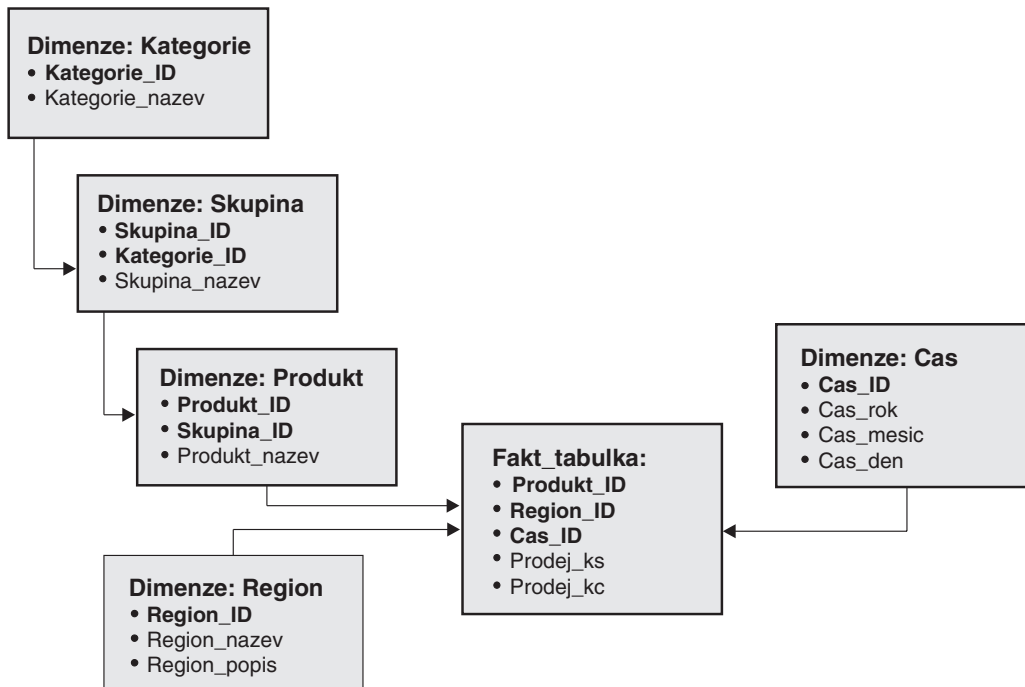 Dimenze: Kategorie
• Kategorie_ID
• Kategorie_nazev
Dimenze: Skupina
• Skupina_ID
• Kategorie_ID
• Skupina_nazev
Dimenze: Produkt
• Produkt_ID
• Skupina_ID
• Produkt_nazev
Dimenze: Region
• Region_ID
• Region_nazev
• Region_popis
Fakt_tabulka:
• Produkt_ID
• Region_ID
• Cas_ID
• Prodej_ks
• Prodej_kc
Dimenze: Cas
• Cas_ID
• Cas_rok
• Cas_mesic
• Cas_den